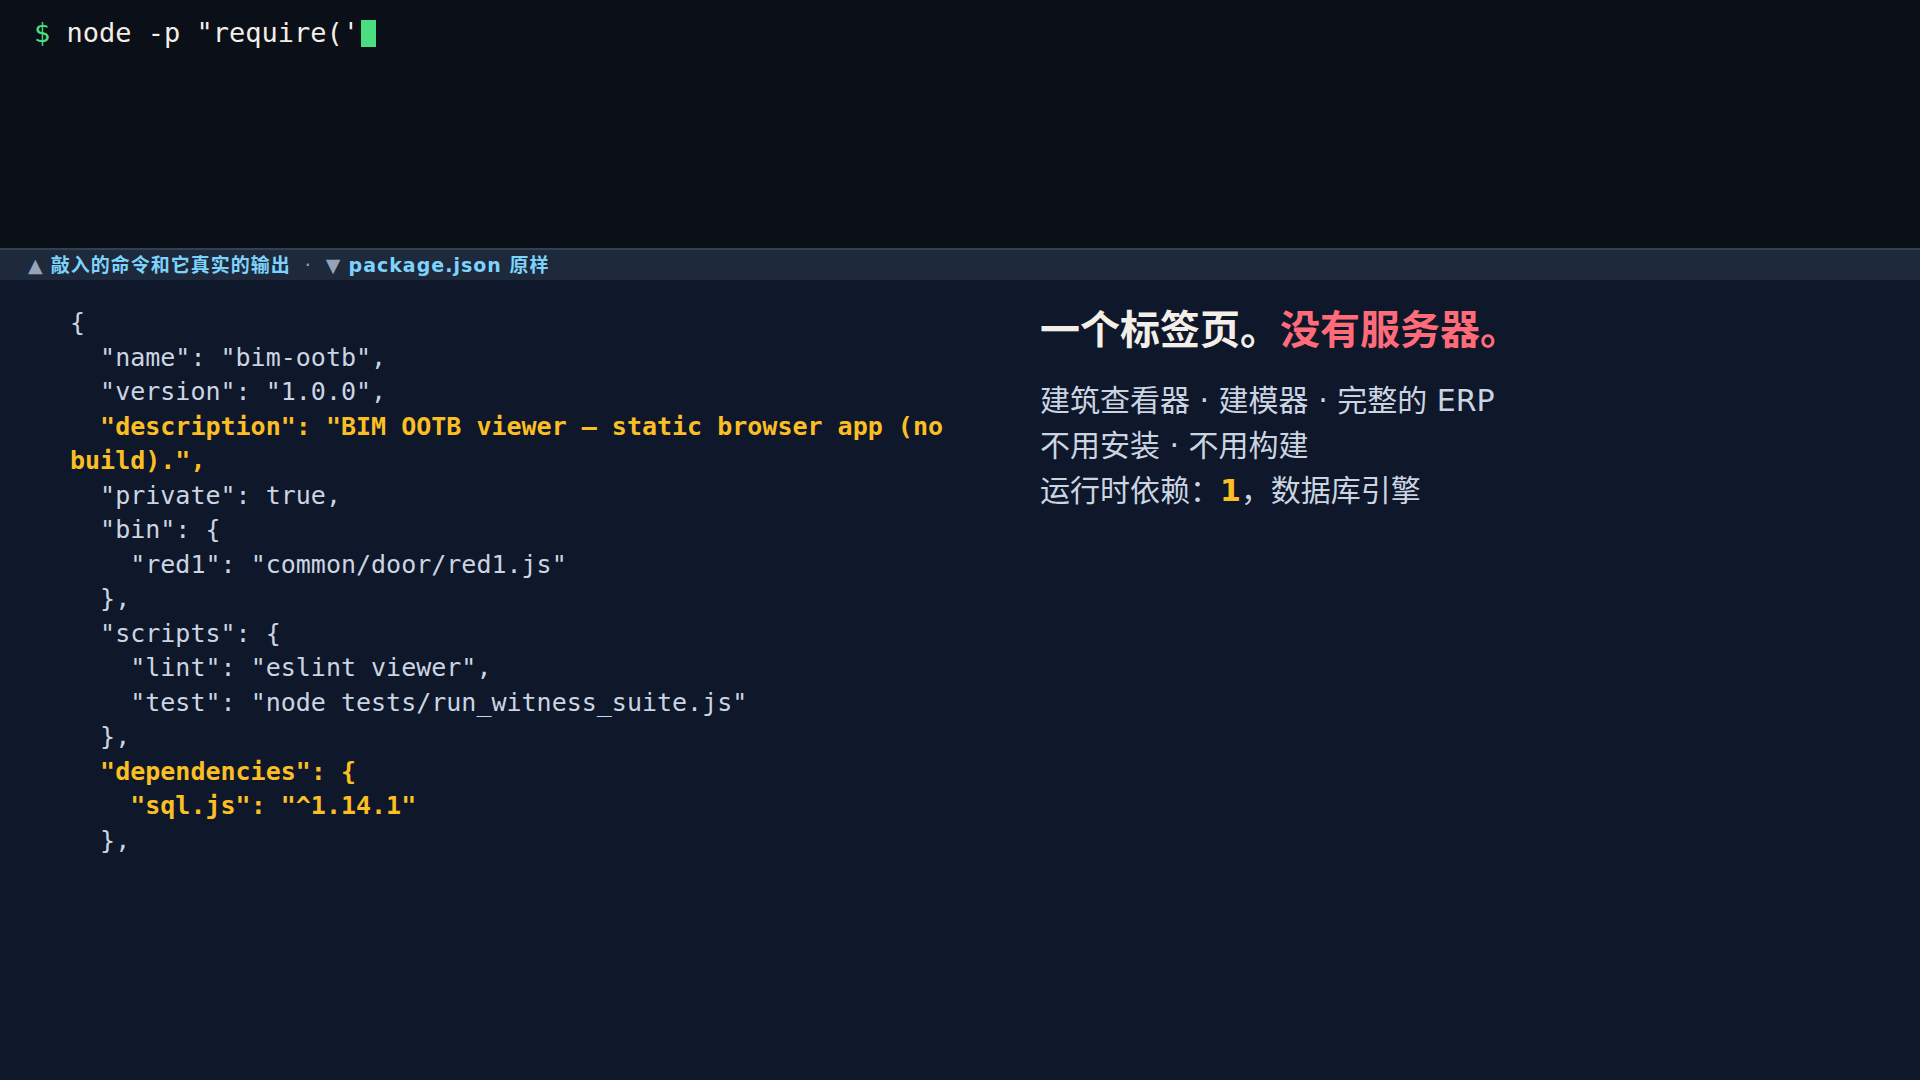 $ node -p "require('
▲ 敲入的命令和它真实的输出 · ▼ package.json 原样
{
"name": "bim-ootb",
"version": "1.0.0",
"description": "BIM OOTB viewer — static browser app (no
build).",
"private": true,
"bin": {
"red1": "common/door/red1.js"
},
"scripts": {
"lint": "eslint viewer",
"test": "node tests/run_witness_suite.js"
},
"dependencies": {
"sql.js": "^1.14.1"
},
一个标签页。没有服务器。
建筑查看器 · 建模器 · 完整的 ERP
不用安装 · 不用构建
运行时依赖：1，数据库引擎